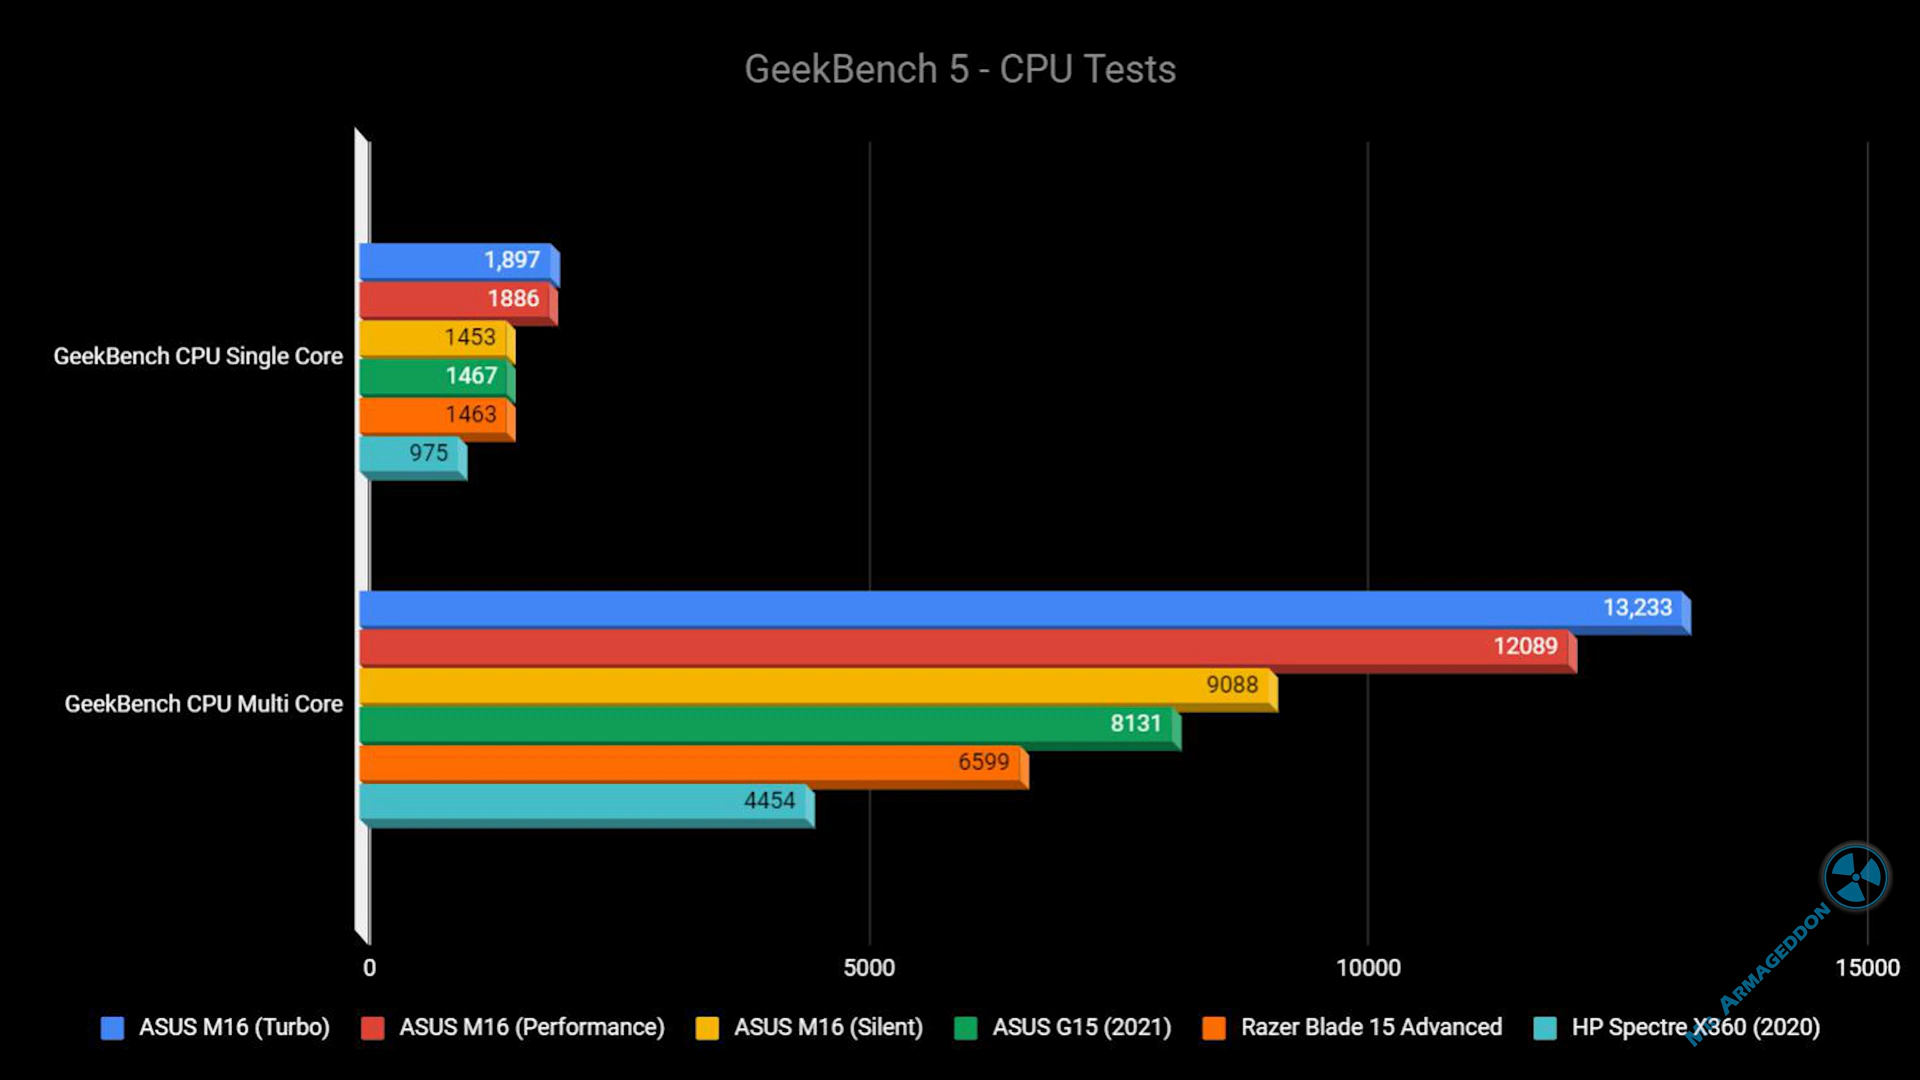 GeekBench 5 - CPU Tests
1,897
1886
1453
GeekBench CPU Single Core
1467
1463
975
13,233
12089
9088
GeekBench CPU Multi Core
8131
6599
4454
0 5000 10000 15000
ASUS M16 (Turbo) ASUS M16 (Performance) ASUS M16 (Silent) ASUS G15 (2021) Razer Blade 15 Advanced HP Spectre X360 (2020)
Mr Armageddon